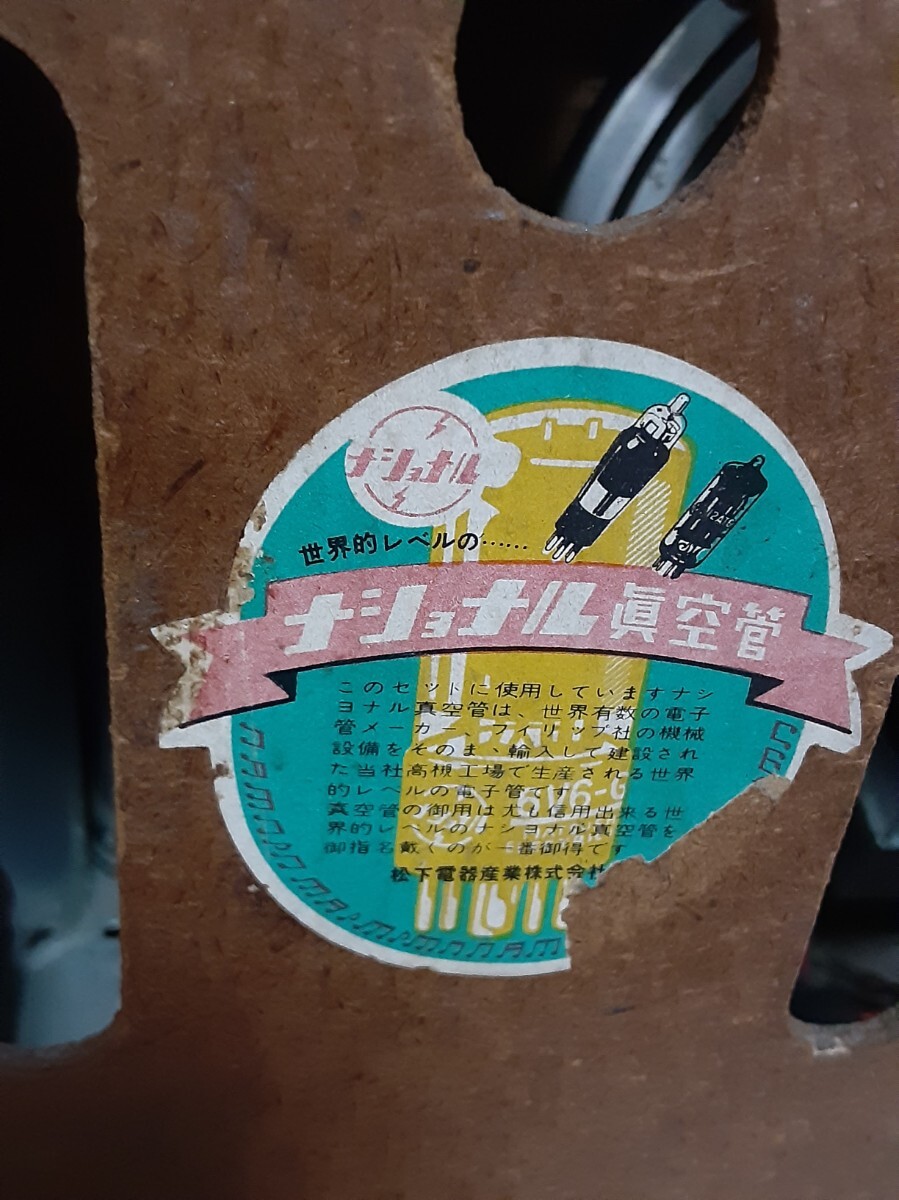 ナショナル
世界的レベルの……
ナショナル眞空管
このセットに使用していますナシ
ヨナル真空管は、世界有数の電子
管メーカー、フイリップ社の機械
設備をそのまゝ輸入して建設され
た当社高槻工場で生産される世界
的レベルの電子管です
真空管の御用は尤も信用出来る世
界的レベルのナショナル真空管を
御指名戴くのが一番御得です
松下電器産業株式会社